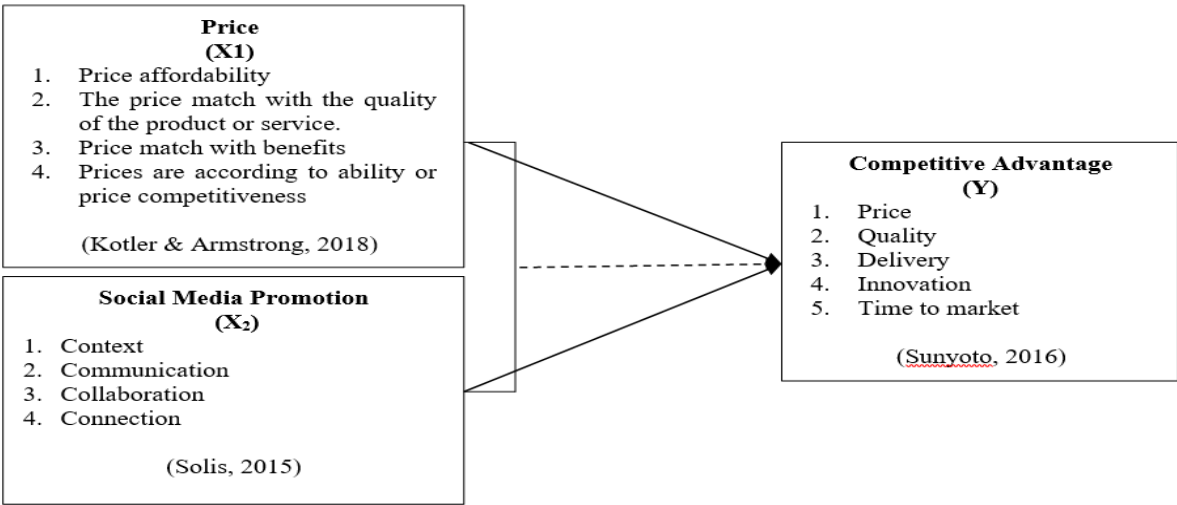 Price
(X1)
1. Price affordability
2. The price match with the quality
of the product or service.
3. Price match with benefits
4. Prices are according to ability or
price competitiveness
(Kotler & Armstrong, 2018)
Social Media Promotion
(X₂)
1. Context
2. Communication
3. Collaboration
4. Connection
(Solis, 2015)
Competitive Advantage
(Y)
1. Price
2. Quality
3. Delivery
4. Innovation
5. Time to market
(Sunyoto, 2016)